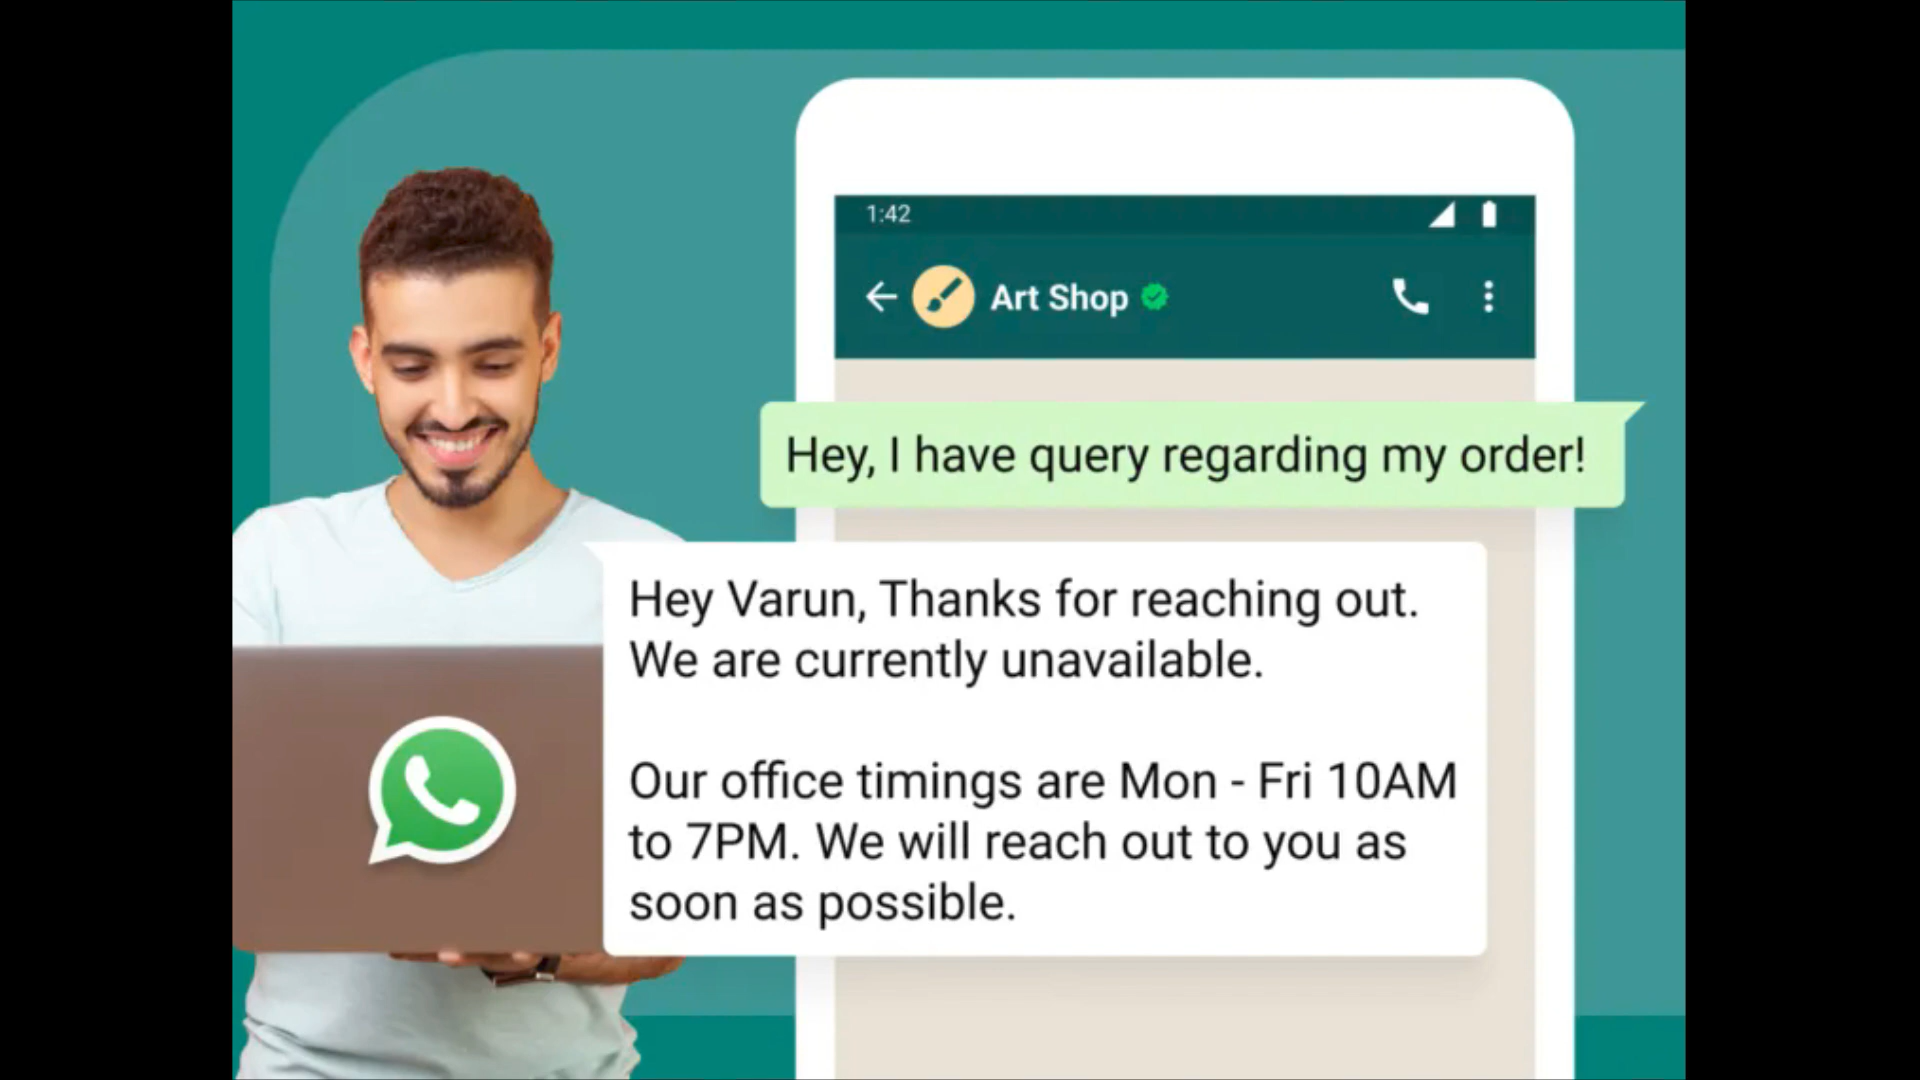 1:42
Art Shop
Hey, I have query regarding my order!
Hey Varun, Thanks for reaching out.
We are currently unavailable.
Our office timings are Mon - Fri 10AM
to 7PM. We will reach out to you as
soon as possible.